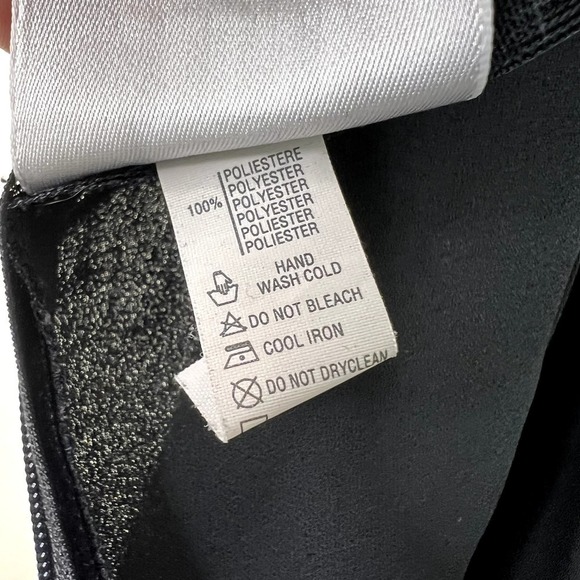 POLIESTERE
POLYESTER
100% POLYESTER
POLYESTER
POLIESTER
POLIESTER
HAND
WASH COLD
DO NOT BLEACH
COOL IRON
DO NOT DRYCLEAN